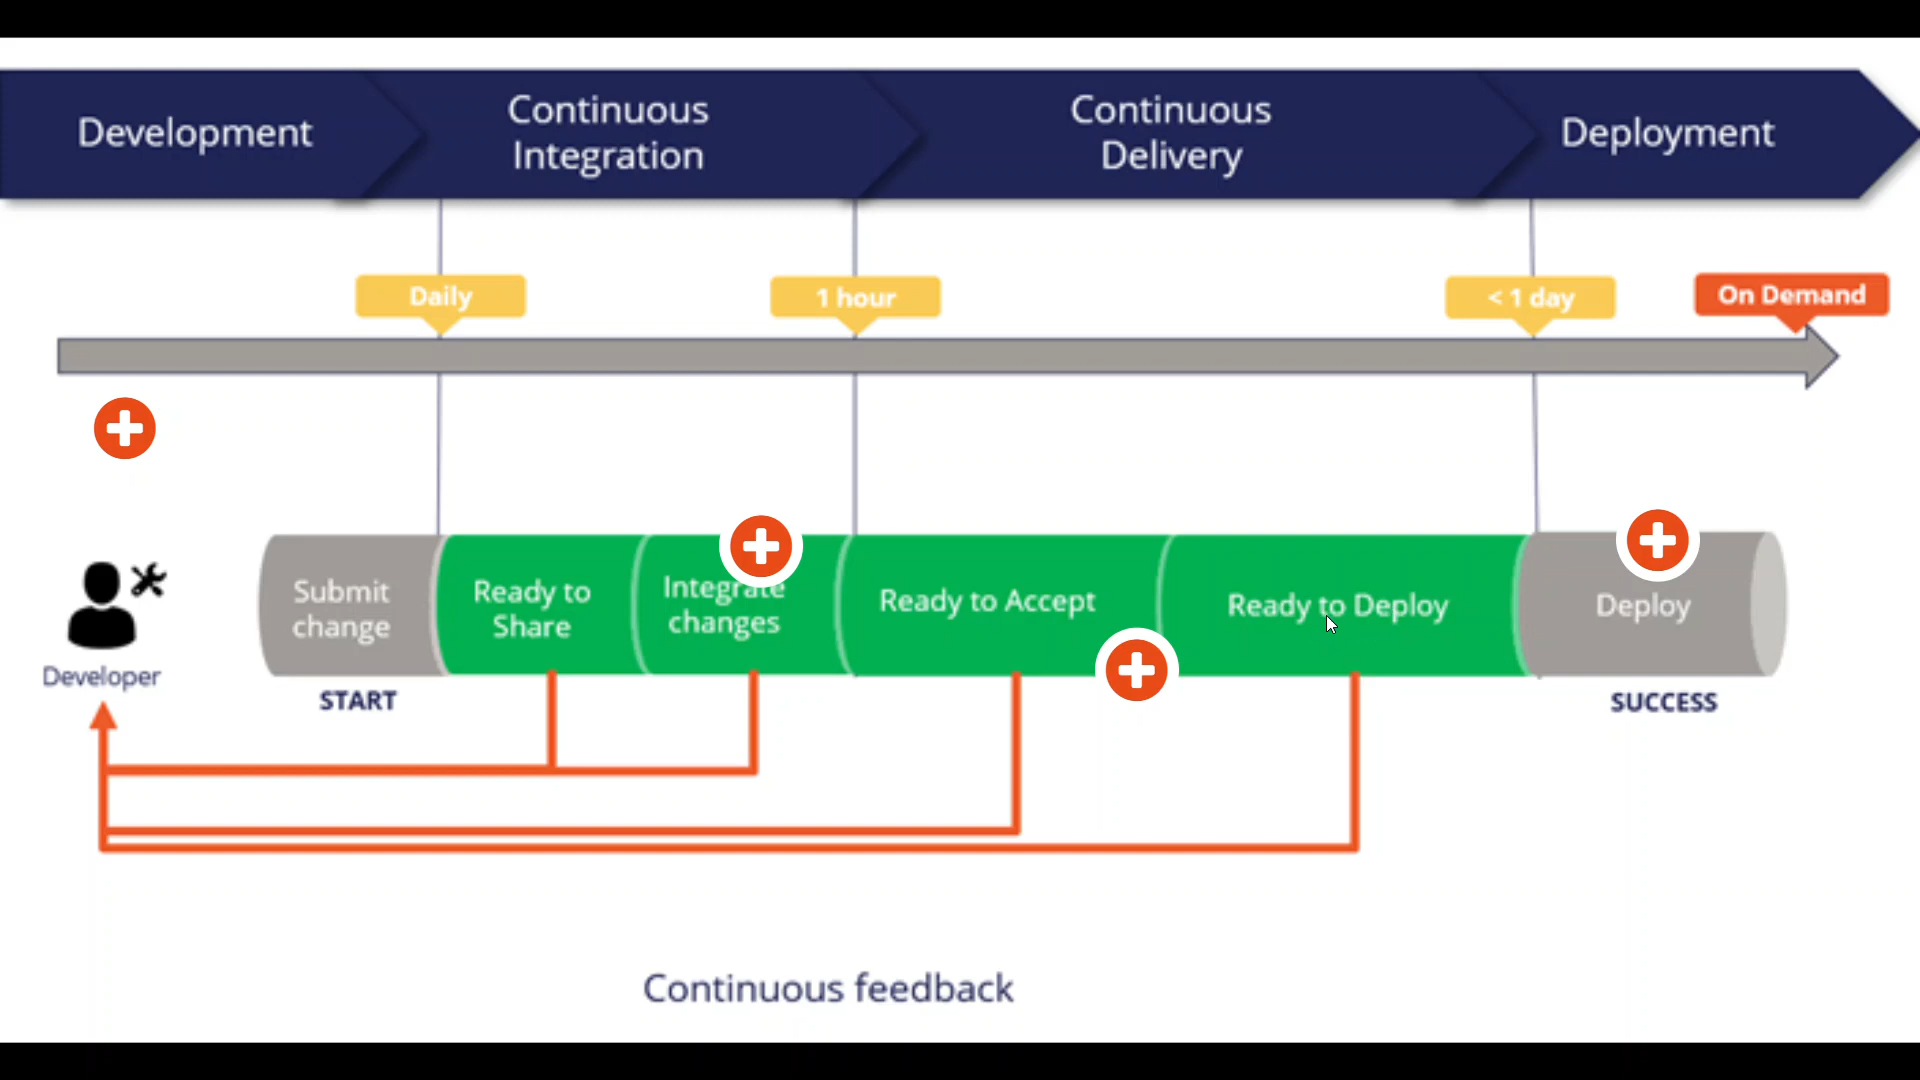 Development
Continuous
Integration
Continuous
Delivery
Deployment
Daily
1 hour
< 1 day
On Demand
Submit
change
Ready to
Share
Integrate
changes
Ready to Accept
Ready to Deploy
Deploy
Developer
START
SUCCESS
Continuous feedback